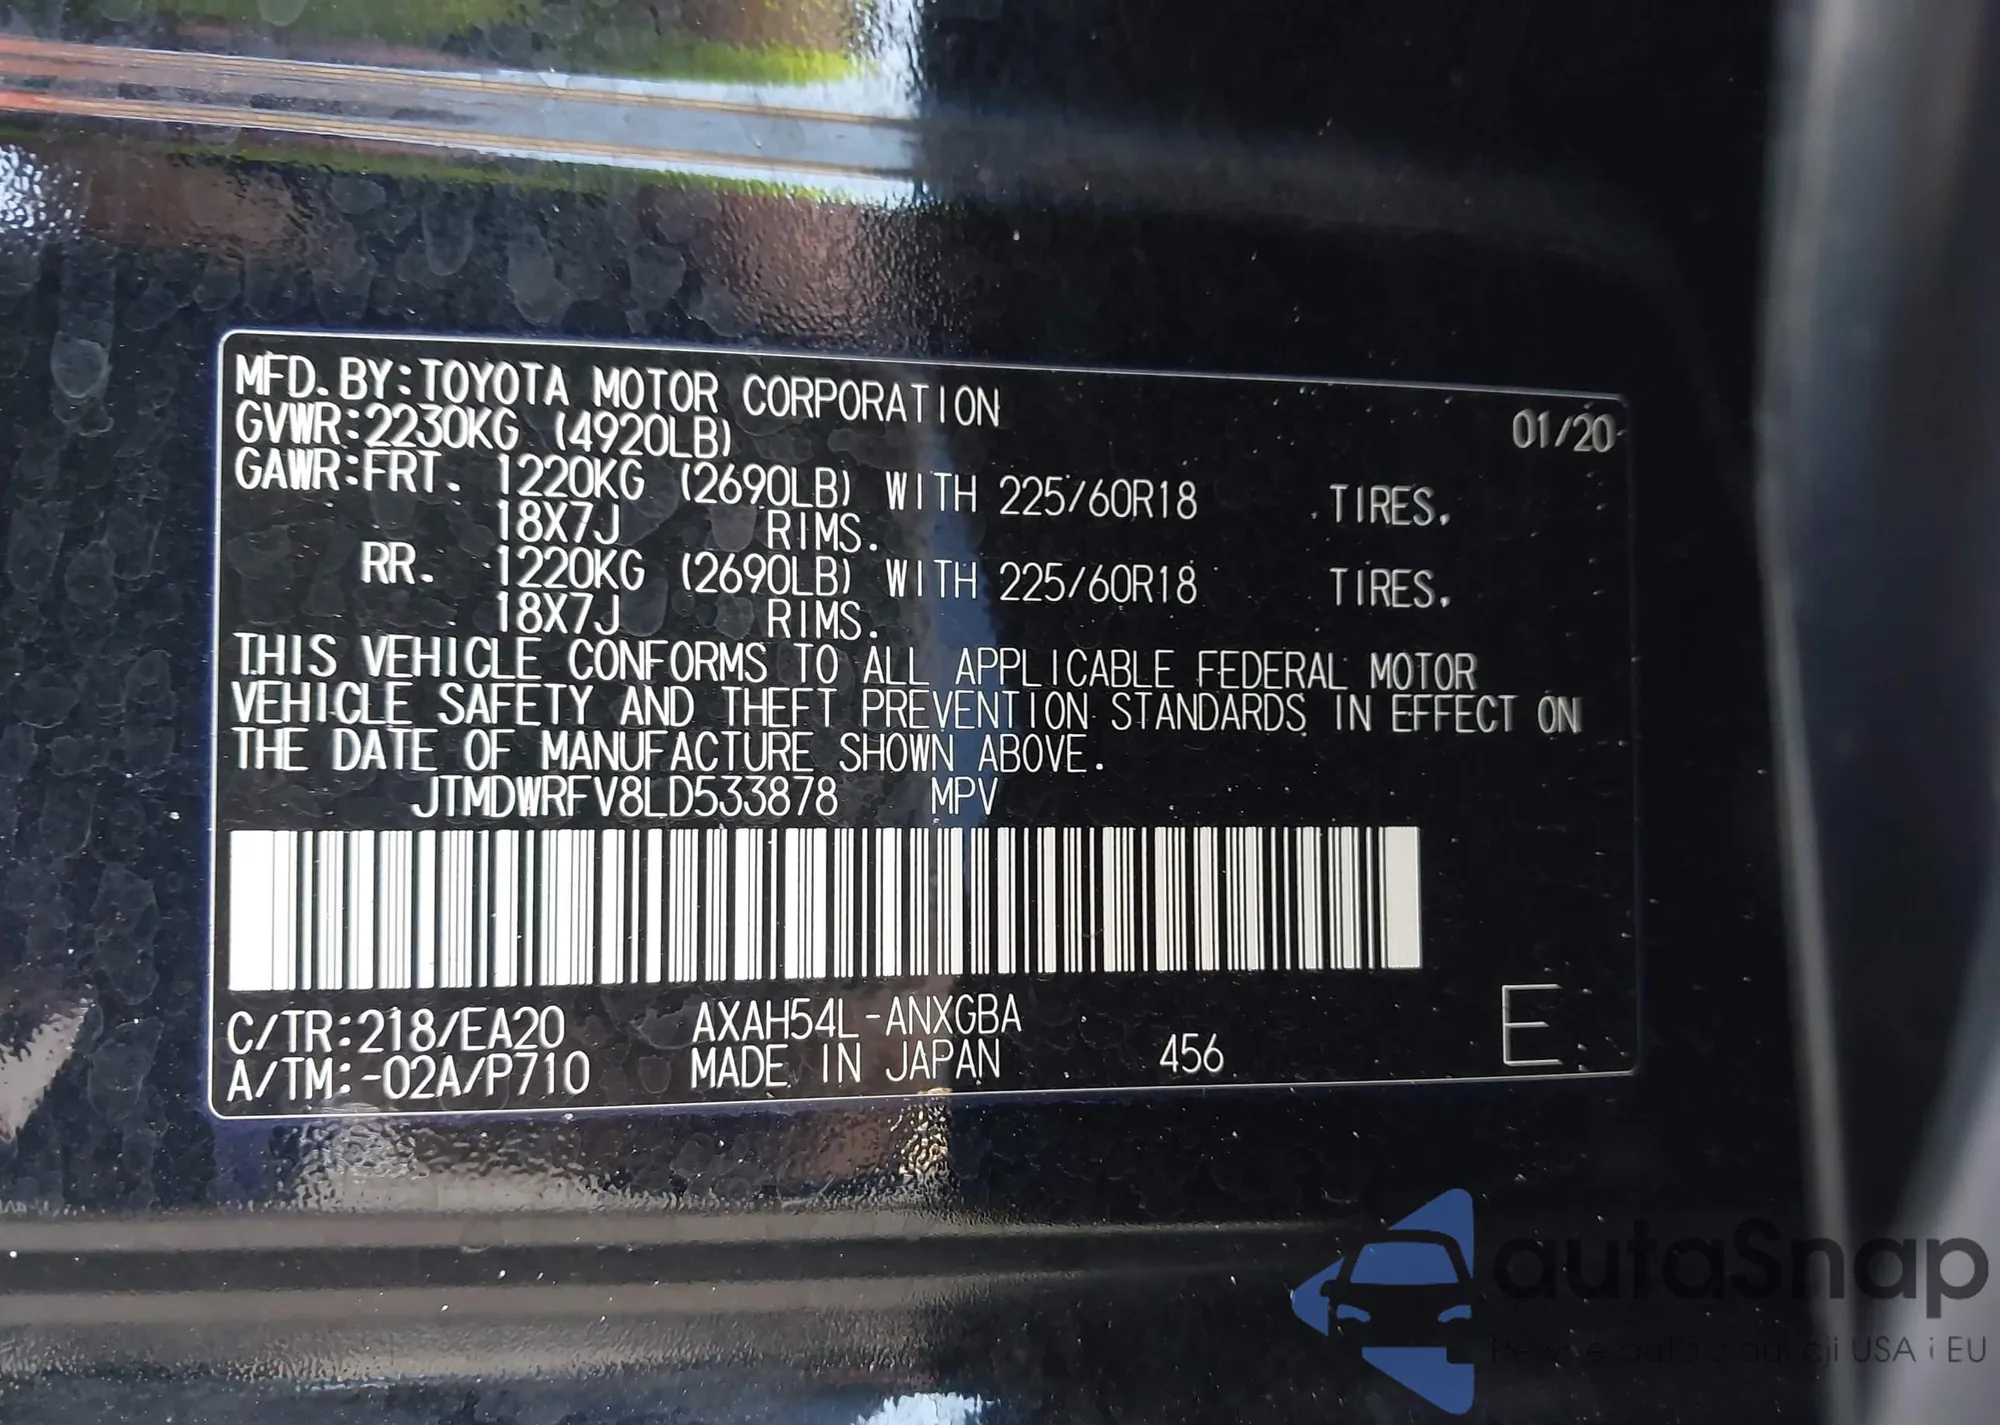 MFD. BY:TOYOTA MOTOR CORPORATION 01/20
GVWR:2230KG (4920LB)
GAWR:FRT. 1220KG (2690LB) WITH 225/60R18 TIRES.
18X7J RIMS.
RR. 1220KG (2690LB) WITH 225/60R18 TIRES.
18X7J RIMS.
THIS VEHICLE CONFORMS TO ALL APPLICABLE FEDERAL MOTOR
VEHICLE SAFETY AND THEFT PREVENTION STANDARDS IN EFFECT ON
THE DATE OF MANUFACTURE SHOWN ABOVE.
JTMDWRFV8LD533878 MPV
C/TR:218/EA20 AXAH54L-ANXGBA
A/TM:-02A/P710 MADE IN JAPAN 456 E
autaSnap
USA i EU